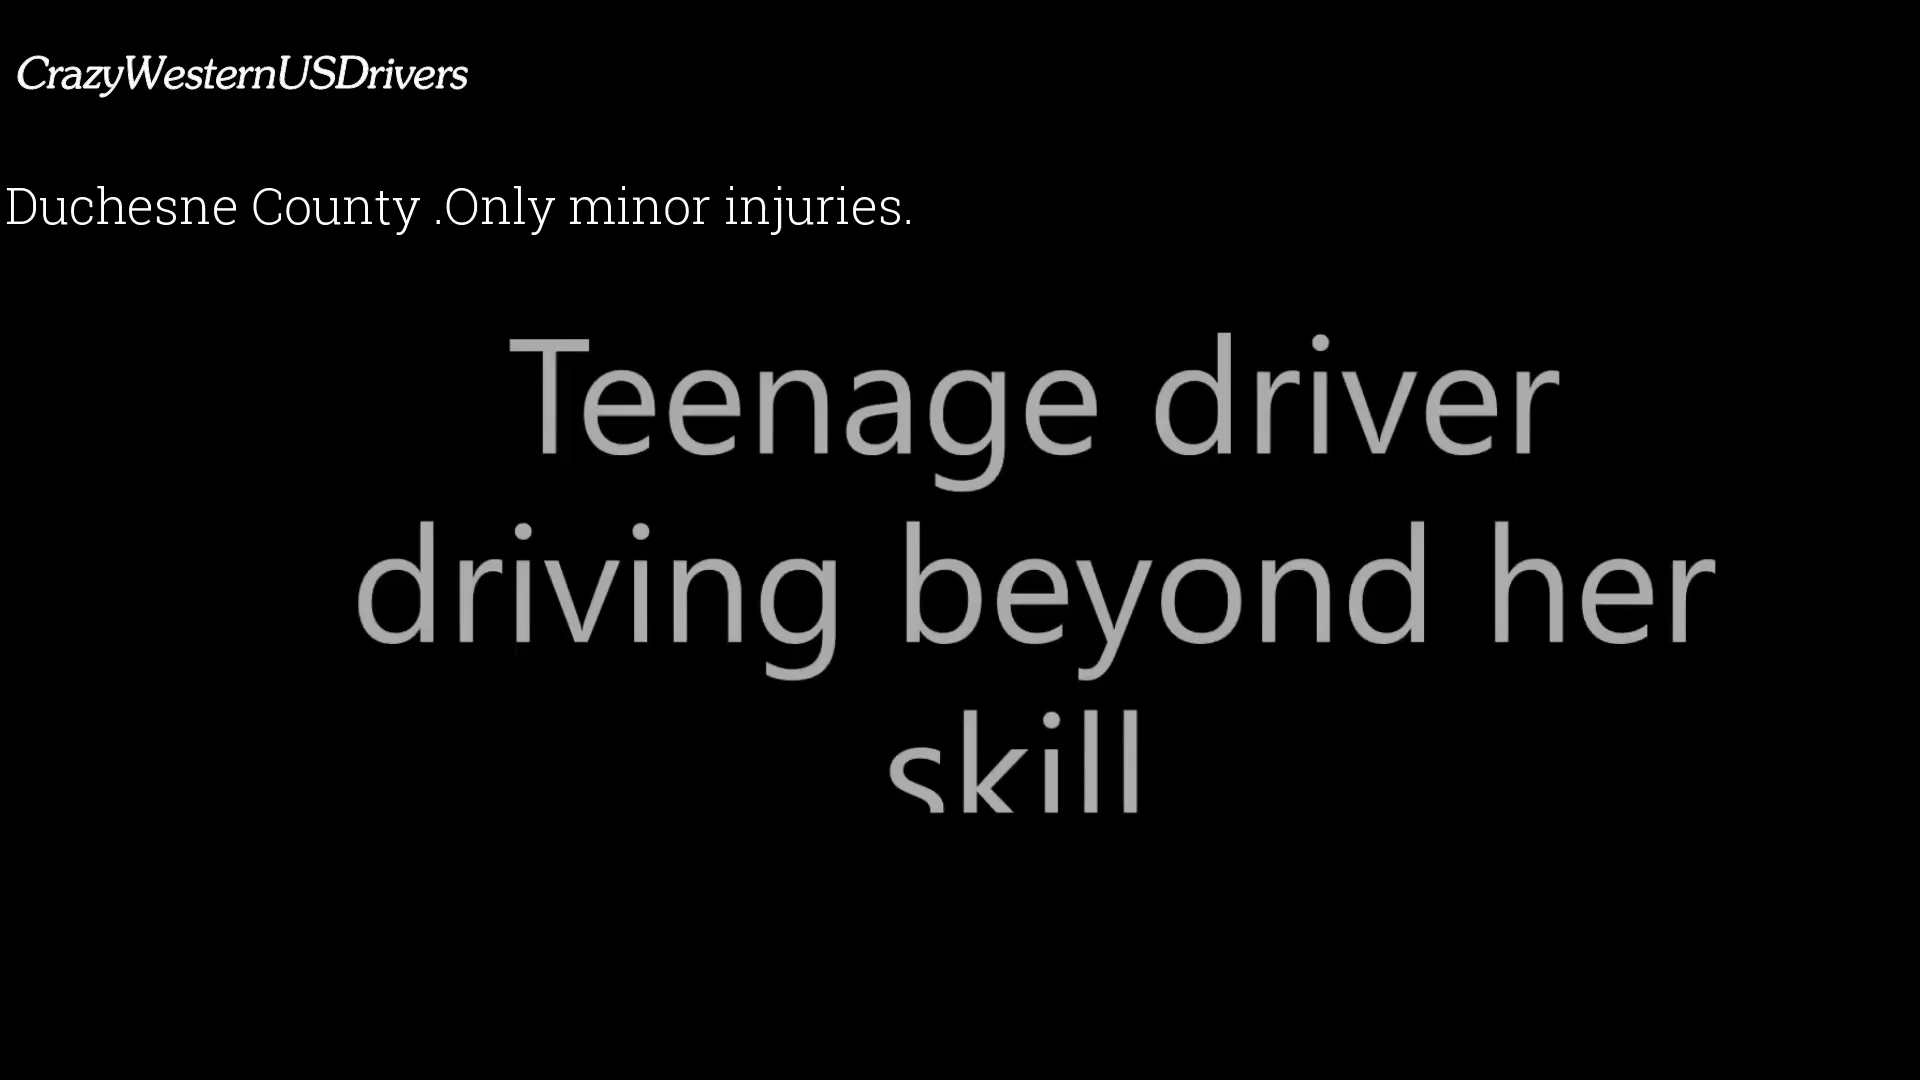 CrazyWesternUSDrivers
Duchesne County .Only minor injuries.
Teenage driver
driving beyond her
skill